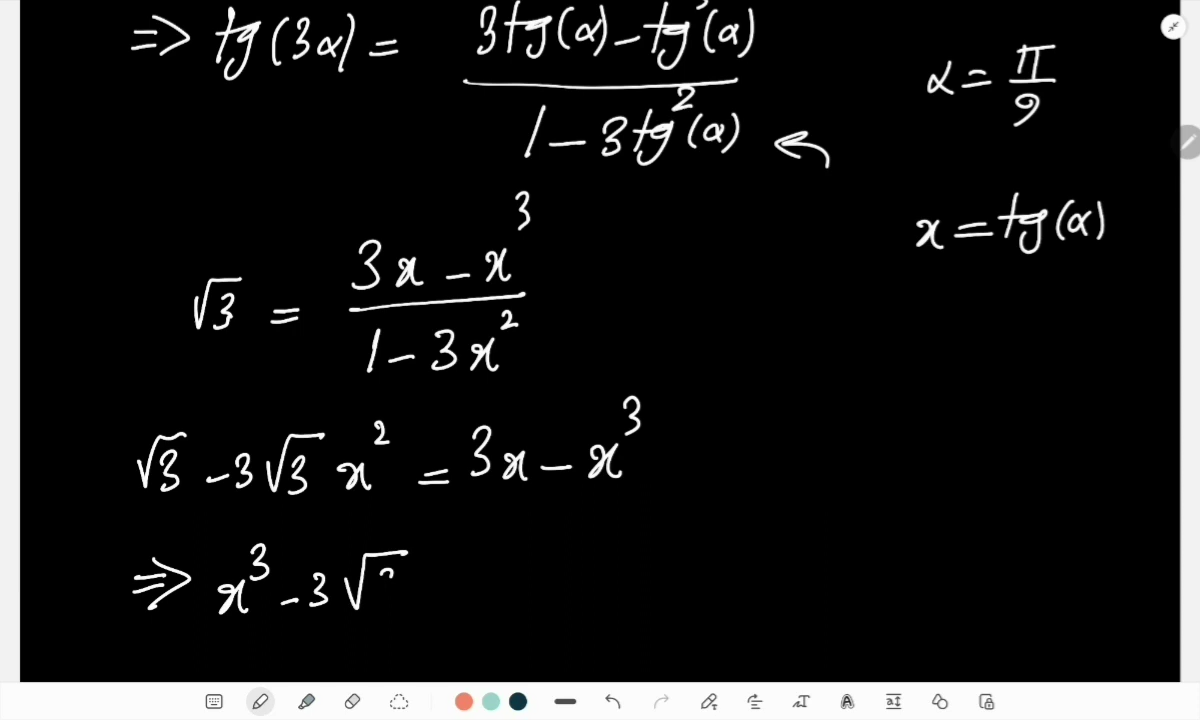 ⇒ tg(3α) = (3tg(α) – tg³(α)) / (1 – 3tg²(α))
α = π/9
x = tg(α)
√3 = (3x – x³) / (1 – 3x²)
√3 – 3√3 x² = 3x – x³
⇒ x³ – 3√